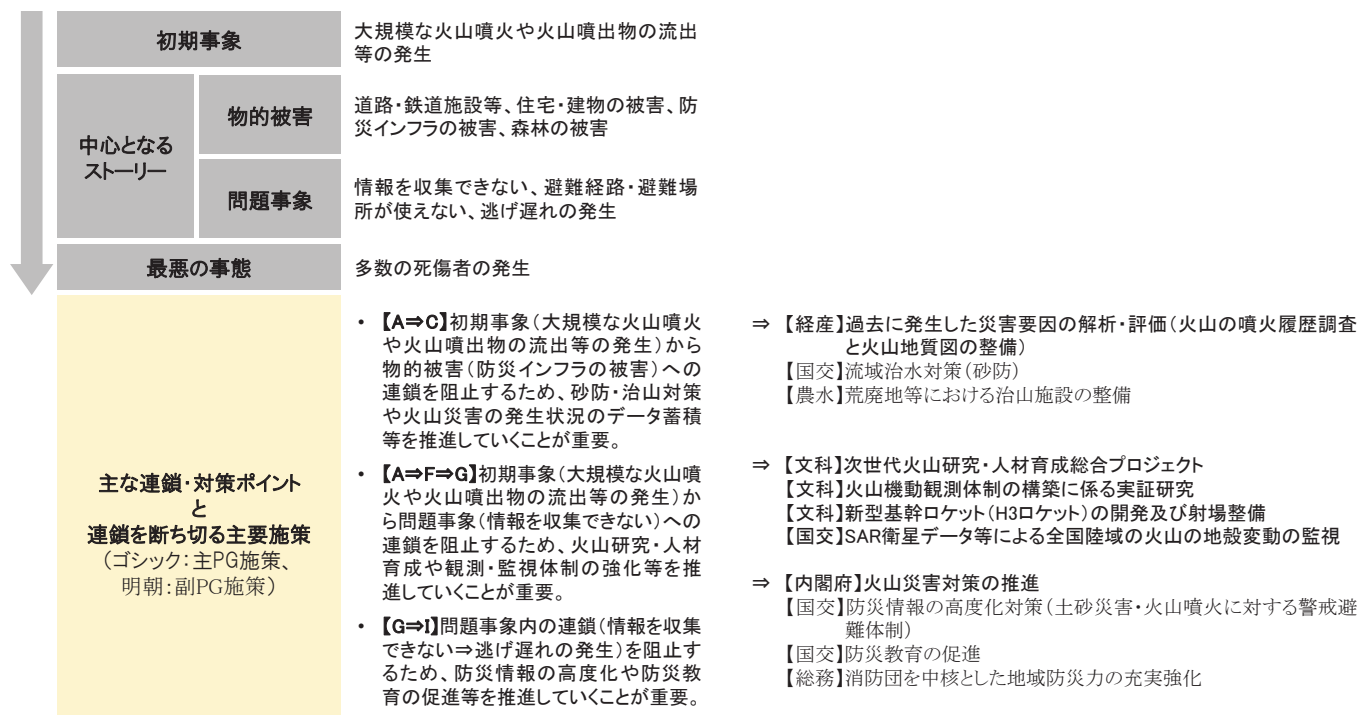 初期事象
大規模な火山噴火や火山噴出物の流出
等の発生
中心となる
ストーリー
物的被害
道路・鉄道施設等、住宅・建物の被害、防
災インフラの被害、森林の被害
問題事象
情報を収集できない、避難経路・避難場
所が使えない、逃げ遅れの発生
最悪の事態
多数の死傷者の発生
主な連鎖・対策ポイント
と
連鎖を断ち切る主要施策
（ゴシック：主PG施策、
明朝：副PG施策）
・ 【A⇒C】初期事象（大規模な火山噴火
や火山噴出物の流出等の発生）から
物的被害（防災インフラの被害）への
連鎖を阻止するため、砂防・治山対策
や火山災害の発生状況のデータ蓄積
等を推進していくことが重要。
⇒ 【経産】過去に発生した災害要因の解析・評価（火山の噴火履歴調査
と火山地質図の整備）
【国交】流域治水対策（砂防）
【農水】荒廃地等における治山施設の整備
・ 【A⇒F⇒G】初期事象（大規模な火山噴
火や火山噴出物の流出等の発生）か
ら問題事象（情報を収集できない）への
連鎖を阻止するため、火山研究・人材
育成や観測・監視体制の強化等を推
進していくことが重要。
⇒ 【文科】次世代火山研究・人材育成総合プロジェクト
【文科】火山機動観測体制の構築に係る実証研究
【文科】新型基幹ロケット（H3ロケット）の開発及び射場整備
【国交】SAR衛星データ等による全国陸域の火山の地殻変動の監視
・ 【G⇒I】問題事象内の連鎖（情報を収集
できない⇒逃げ遅れの発生）を阻止す
るため、防災情報の高度化や防災教
育の促進等を推進していくことが重要。
⇒ 【内閣府】火山災害対策の推進
【国交】防災情報の高度化対策（土砂災害・火山噴火に対する警戒避
難体制）
【国交】防災教育の促進
【総務】消防団を中核とした地域防災力の充実強化